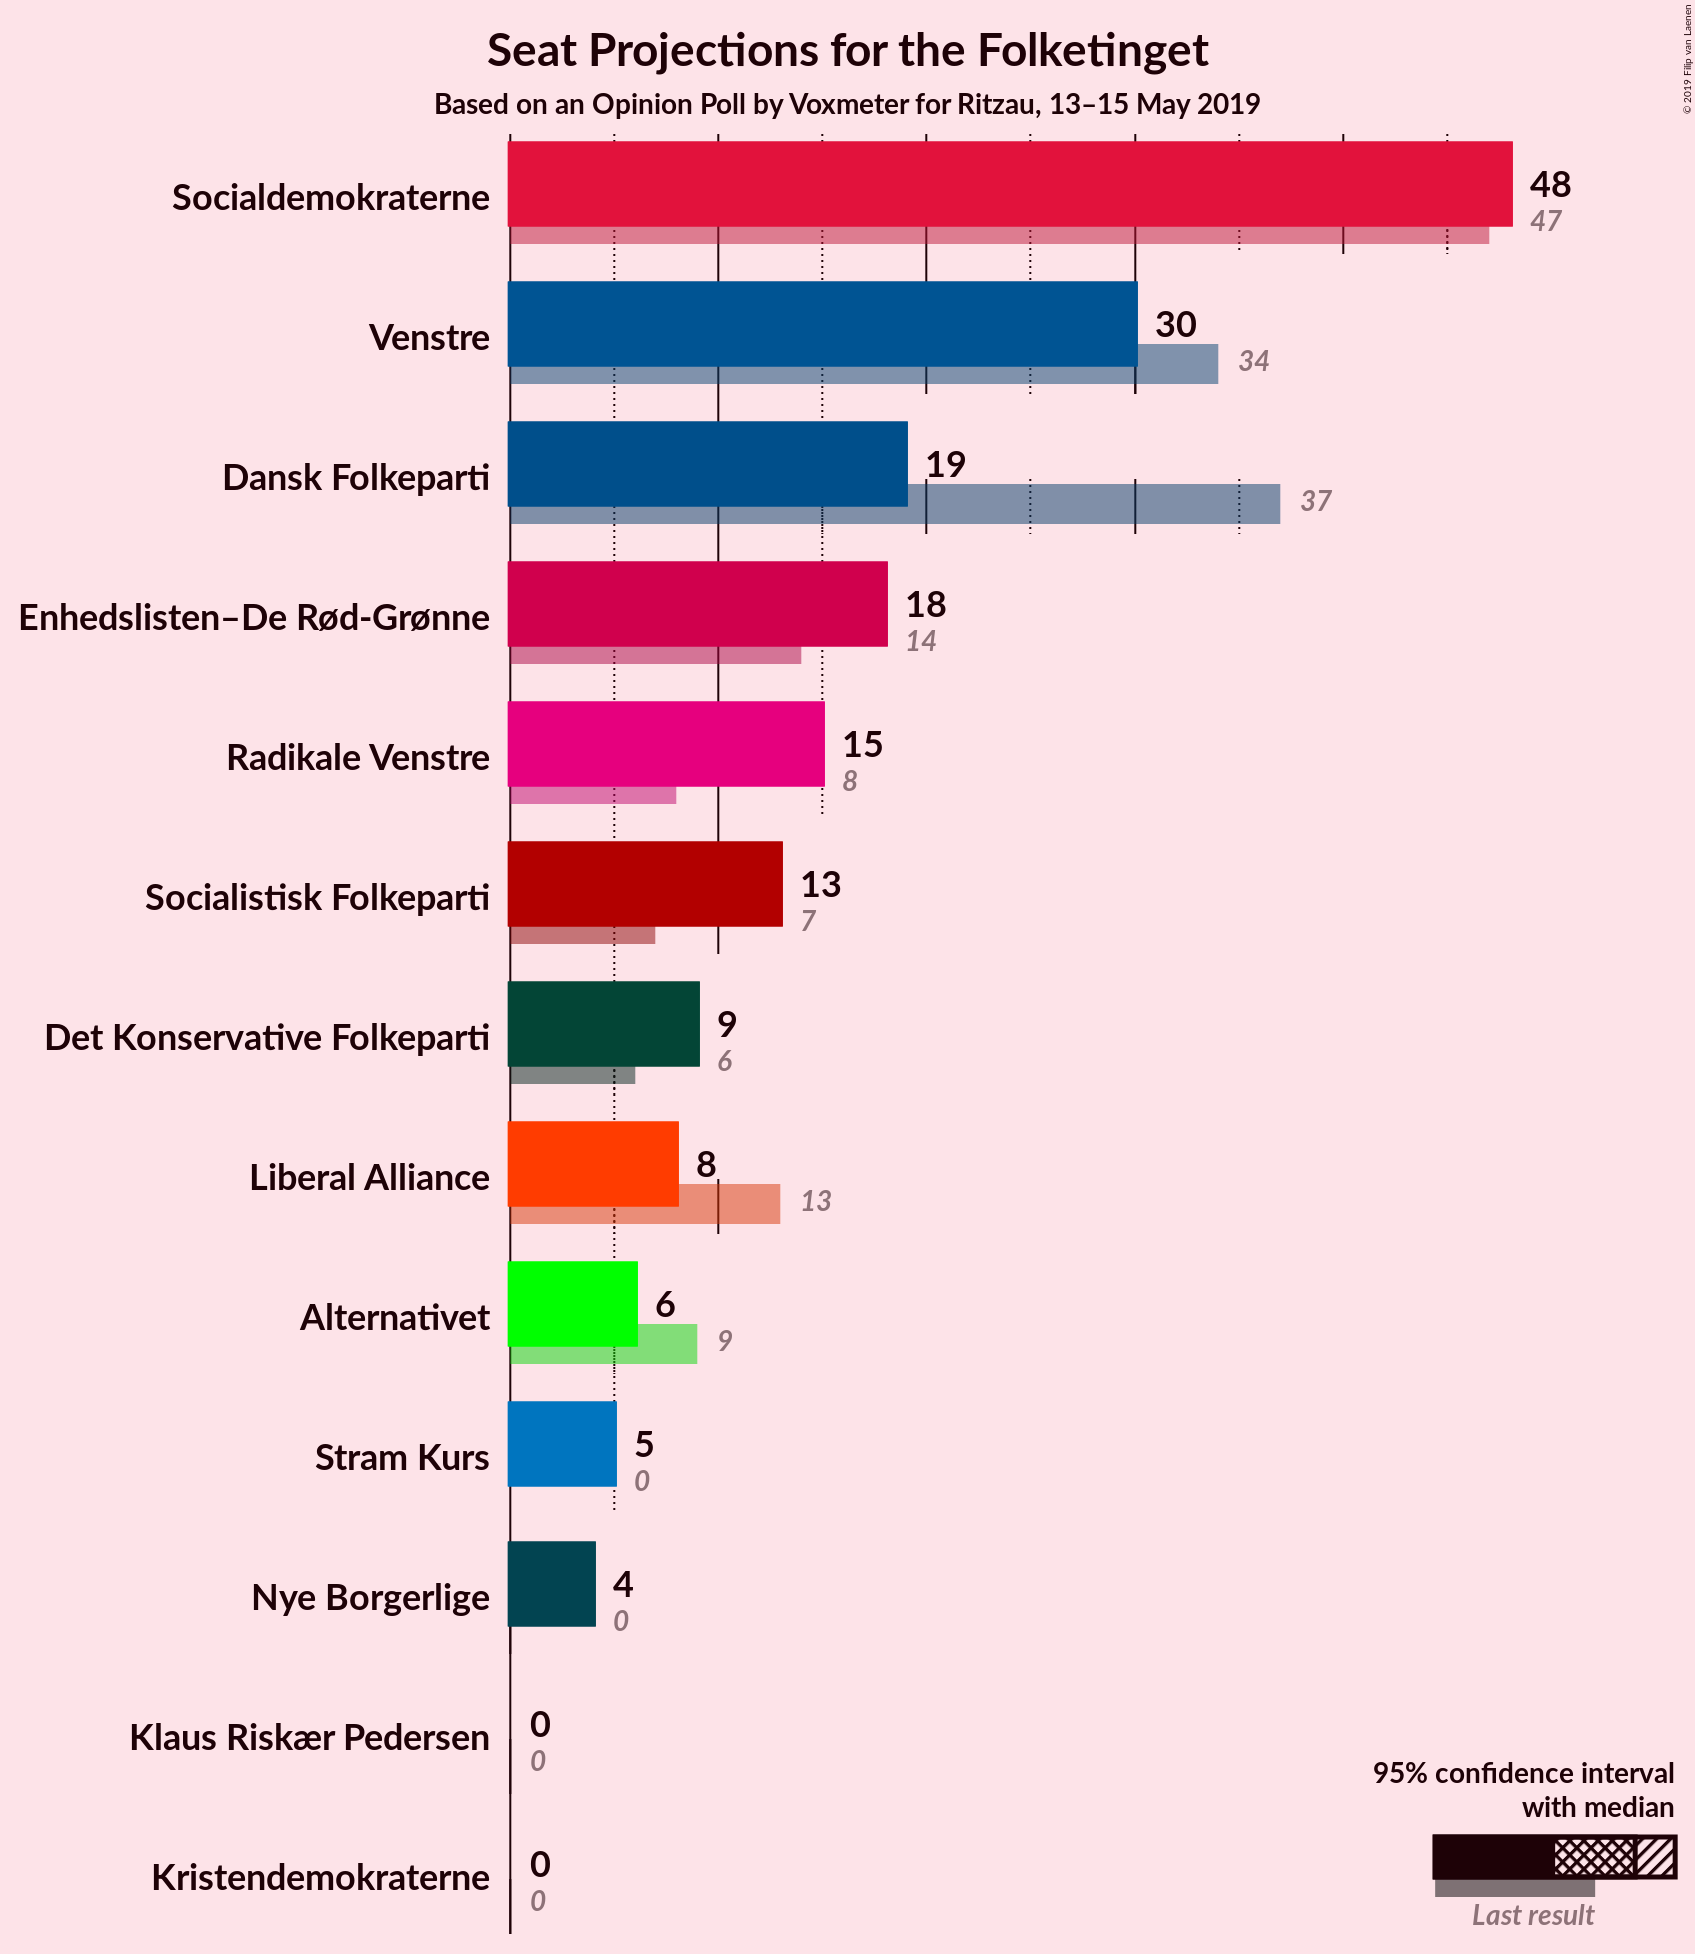 Seat Projections for the Folketinget
Based on an Opinion Poll by Voxmeter for Ritzau, 13–15 May 2019
© 2019 Filip van Laenen
Socialdemokraterne
48
47
Venstre
30
34
Dansk Folkeparti
19
37
Enhedslisten–De Rød-Grønne
18
14
Radikale Venstre
15
8
Socialistisk Folkeparti
13
7
Det Konservative Folkeparti
9
6
Liberal Alliance
8
13
Alternativet
6
9
Stram Kurs
5
0
Nye Borgerlige
4
0
Klaus Riskær Pedersen
0
0
Kristendemokraterne
0
0
95% confidence interval
with median
Last result